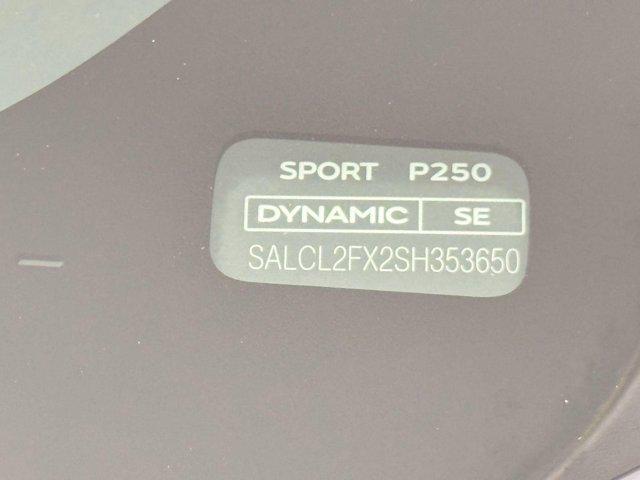 SPORT P250
DYNAMIC SE
SALCL2FX2SH353650